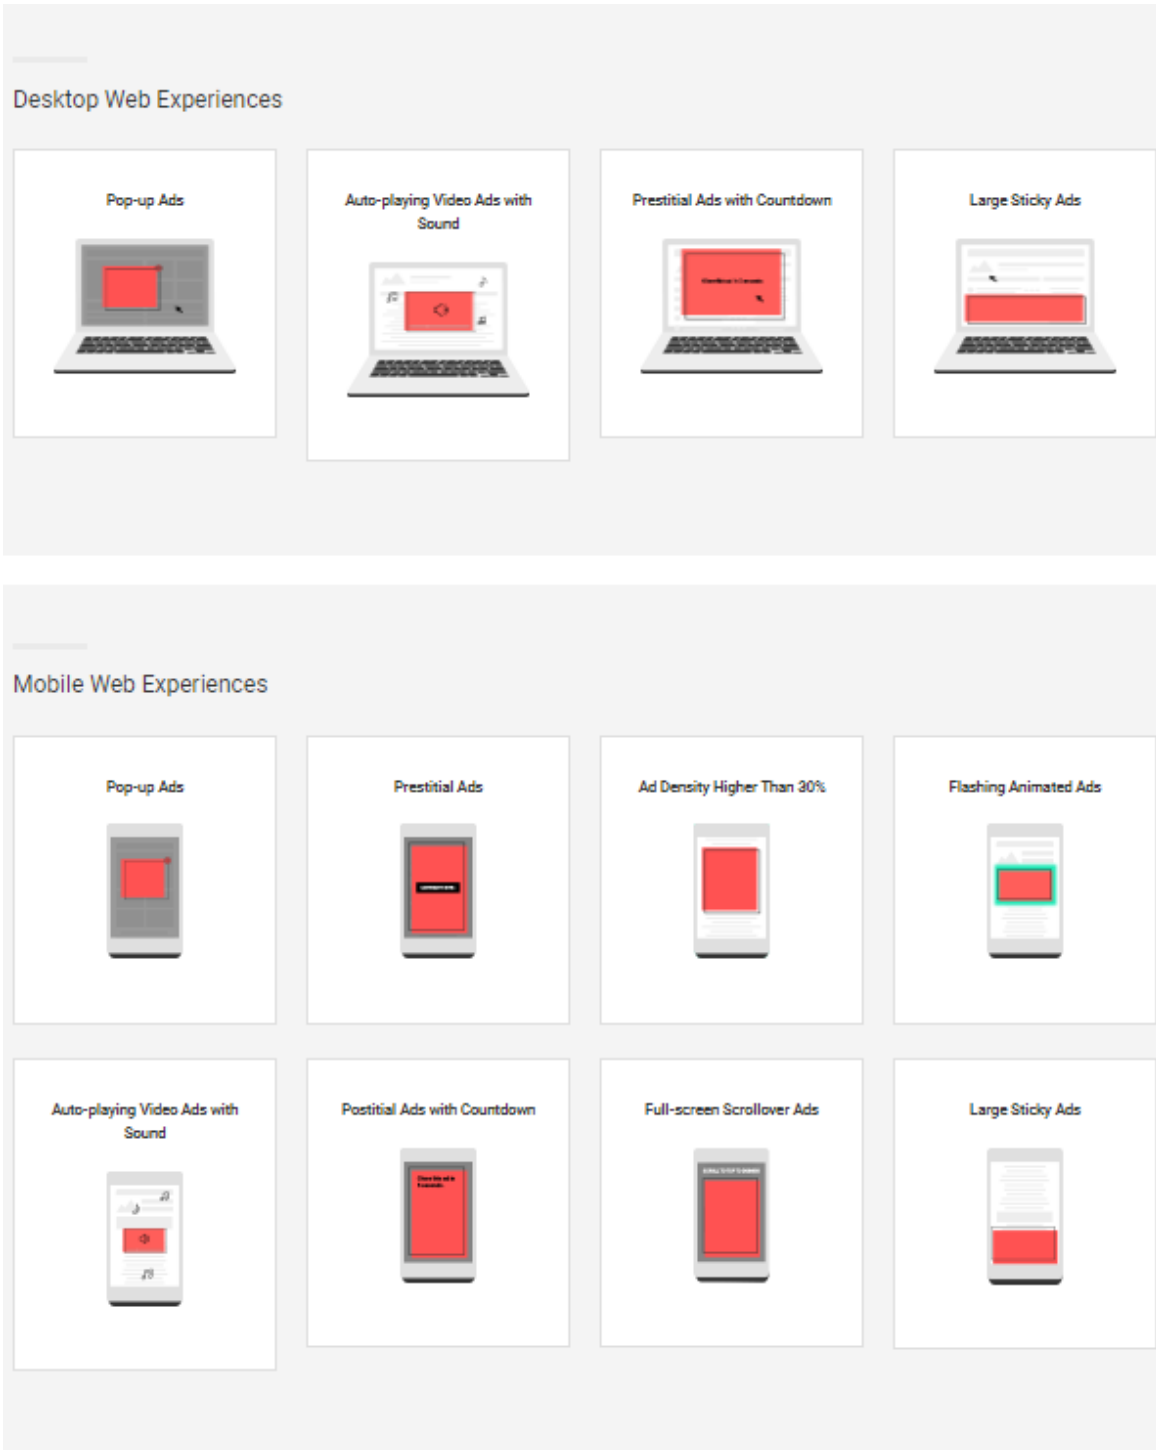 Desktop Web Experiences
Pop-up Ads
Auto-playing Video Ads with
Sound
Prestitial Ads with Countdown
Large Sticky Ads
Mobile Web Experiences
Pop-up Ads
Prestitial Ads
Ad Density Higher Than 30%
Flashing Animated Ads
Auto-playing Video Ads with
Sound
Postitial Ads with Countdown
Full-screen Scrollover Ads
Large Sticky Ads